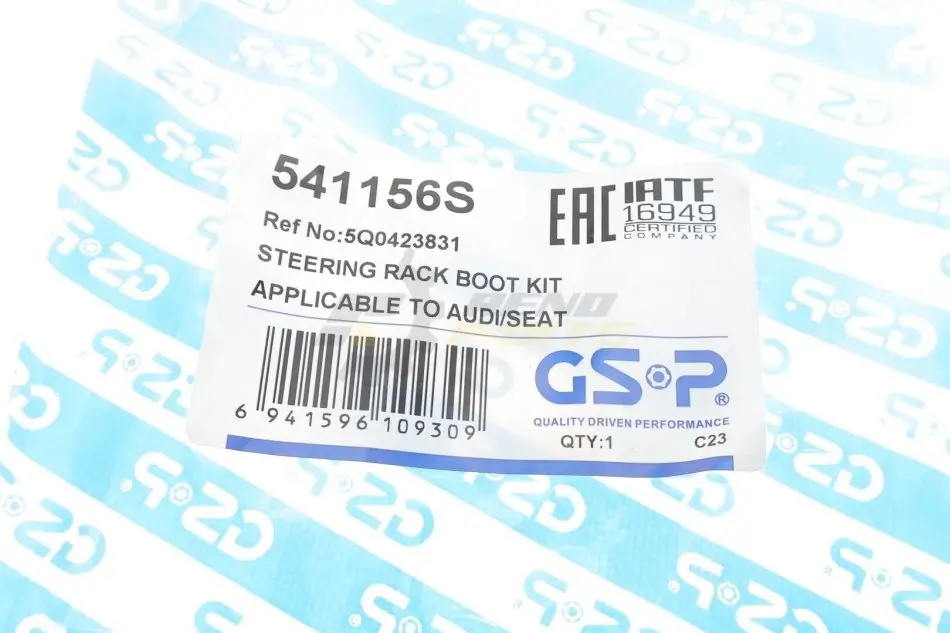 541156S
EAC
IATF
16949
CERTIFIED
COMPANY
Ref No:5Q0423831
STEERING RACK BOOT KIT
APPLICABLE TO AUDI/SEAT
6 941596 109309
GSP®
QUALITY DRIVEN PERFORMANCE
QTY:1 C23